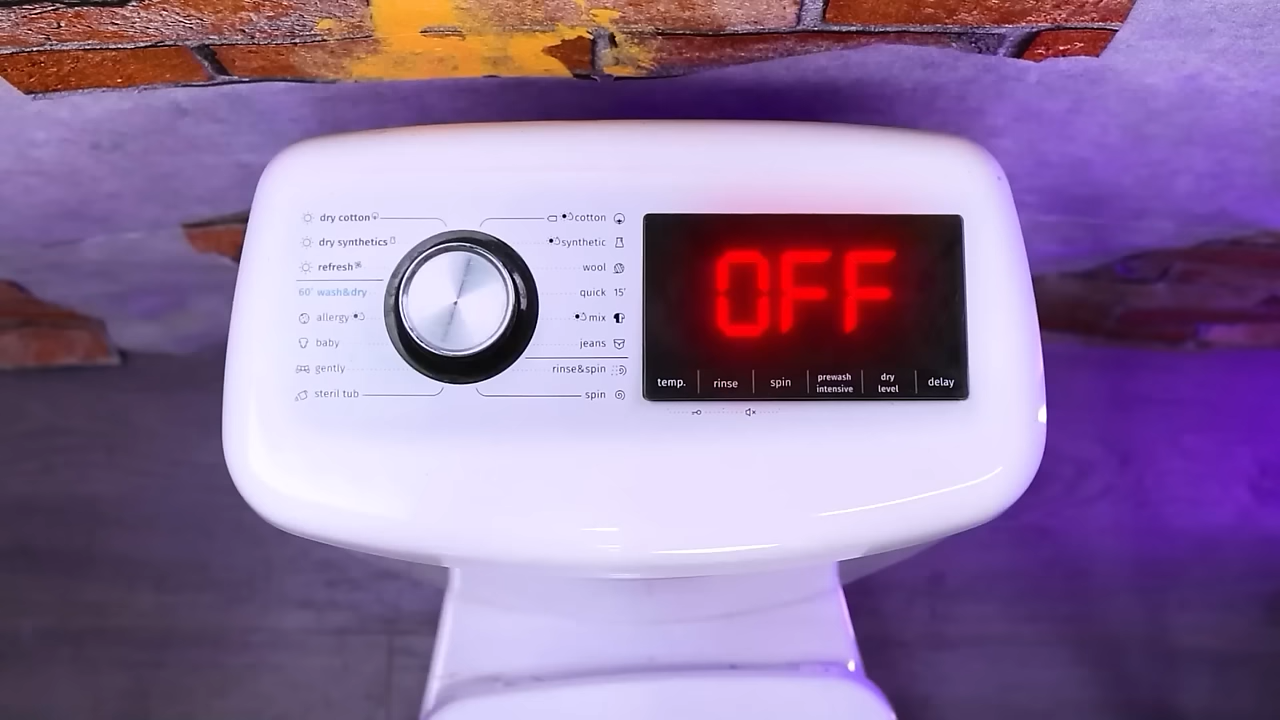 dry cotton
dry synthetics
refresh
60° wash&dry
allergy
baby
gently
steril tub
cotton
synthetic
wool
quick 15'
mix
jeans
rinse&spin
spin
OFF
temp.
rinse
spin
prewash
intensive
dry
level
delay